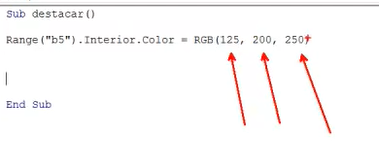 Sub destacar()
Range("b5").Interior.Color = RGB(125, 200, 250)
End Sub